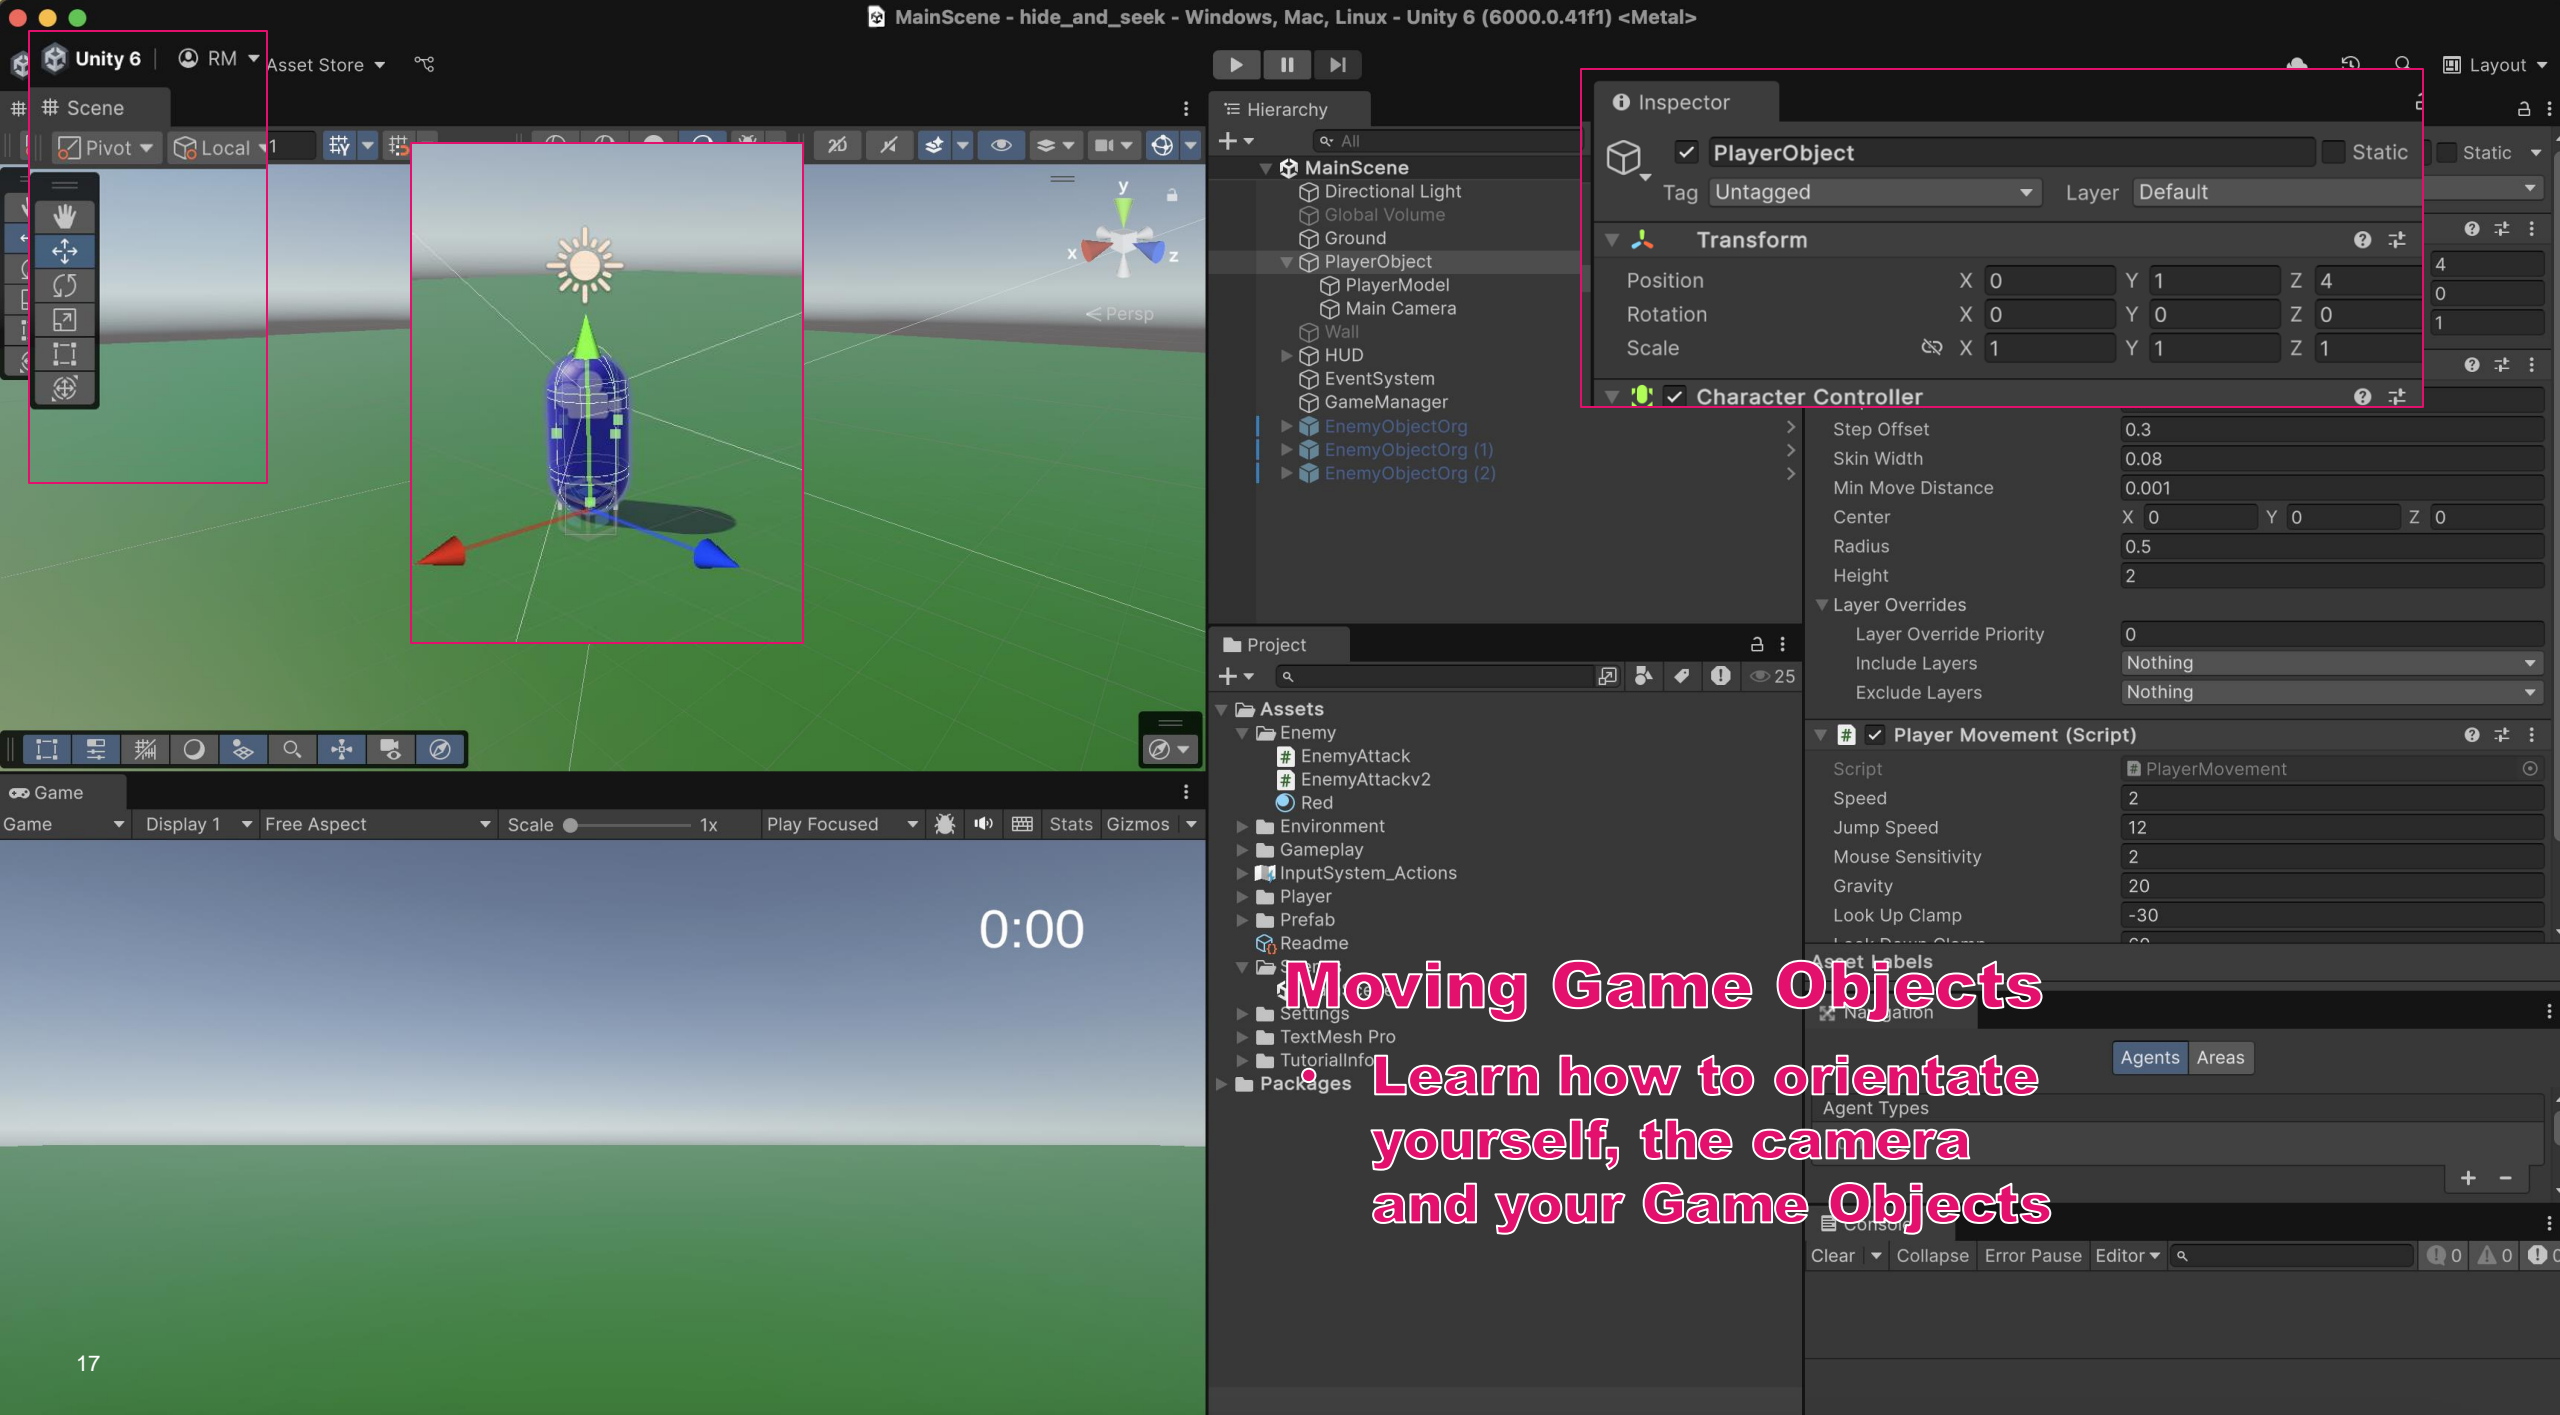 MainScene - hide_and_seek - Windows, Mac, Linux - Unity 6 (6000.0.41f1) <Metal>
Unity 6
RM
Asset Store
Layout
Scene
Pivot
Local
1
y
x
z
Persp
Hierarchy
All
MainScene
Directional Light
Global Volume
Ground
PlayerObject
PlayerModel
Main Camera
Wall
HUD
EventSystem
GameManager
EnemyObjectOrg
EnemyObjectOrg (1)
EnemyObjectOrg (2)
Inspector
PlayerObject
Static
Static
Tag Untagged
Layer Default
Transform
Position X 0 Y 1 Z 4
4
Rotation X 0 Y 0 Z 0
0
Scale X 1 Y 1 Z 1
1
Character Controller
Step Offset 0.3
Skin Width 0.08
Min Move Distance 0.001
Center X 0 Y 0 Z 0
Radius 0.5
Height 2
Layer Overrides
Layer Override Priority 0
Include Layers Nothing
Exclude Layers Nothing
Player Movement (Script)
Script PlayerMovement
Speed 2
Jump Speed 12
Mouse Sensitivity 2
Gravity 20
Look Up Clamp -30
Asset Labels
Navigation
Agents Areas
Agent Types
Console
Clear Collapse Error Pause Editor 0 0
Project
25
Assets
Enemy
EnemyAttack
EnemyAttackv2
Red
Environment
Gameplay
InputSystem_Actions
Player
Prefab
Readme
Settings
TextMesh Pro
TutorialInfo
Packages
Game
Game Display 1 Free Aspect Scale 1x Play Focused Stats Gizmos
0:00
Moving Game Objects
• Learn how to orientate
yourself, the camera
and your Game Objects
17